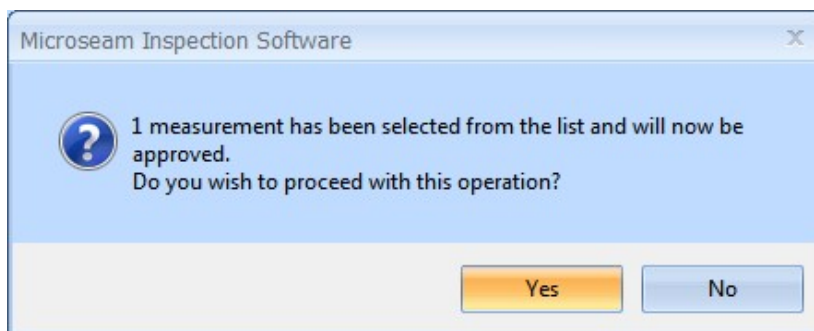 Microseam Inspection Software
1 measurement has been selected from the list and will now be
approved.
Do you wish to proceed with this operation?
Yes
No